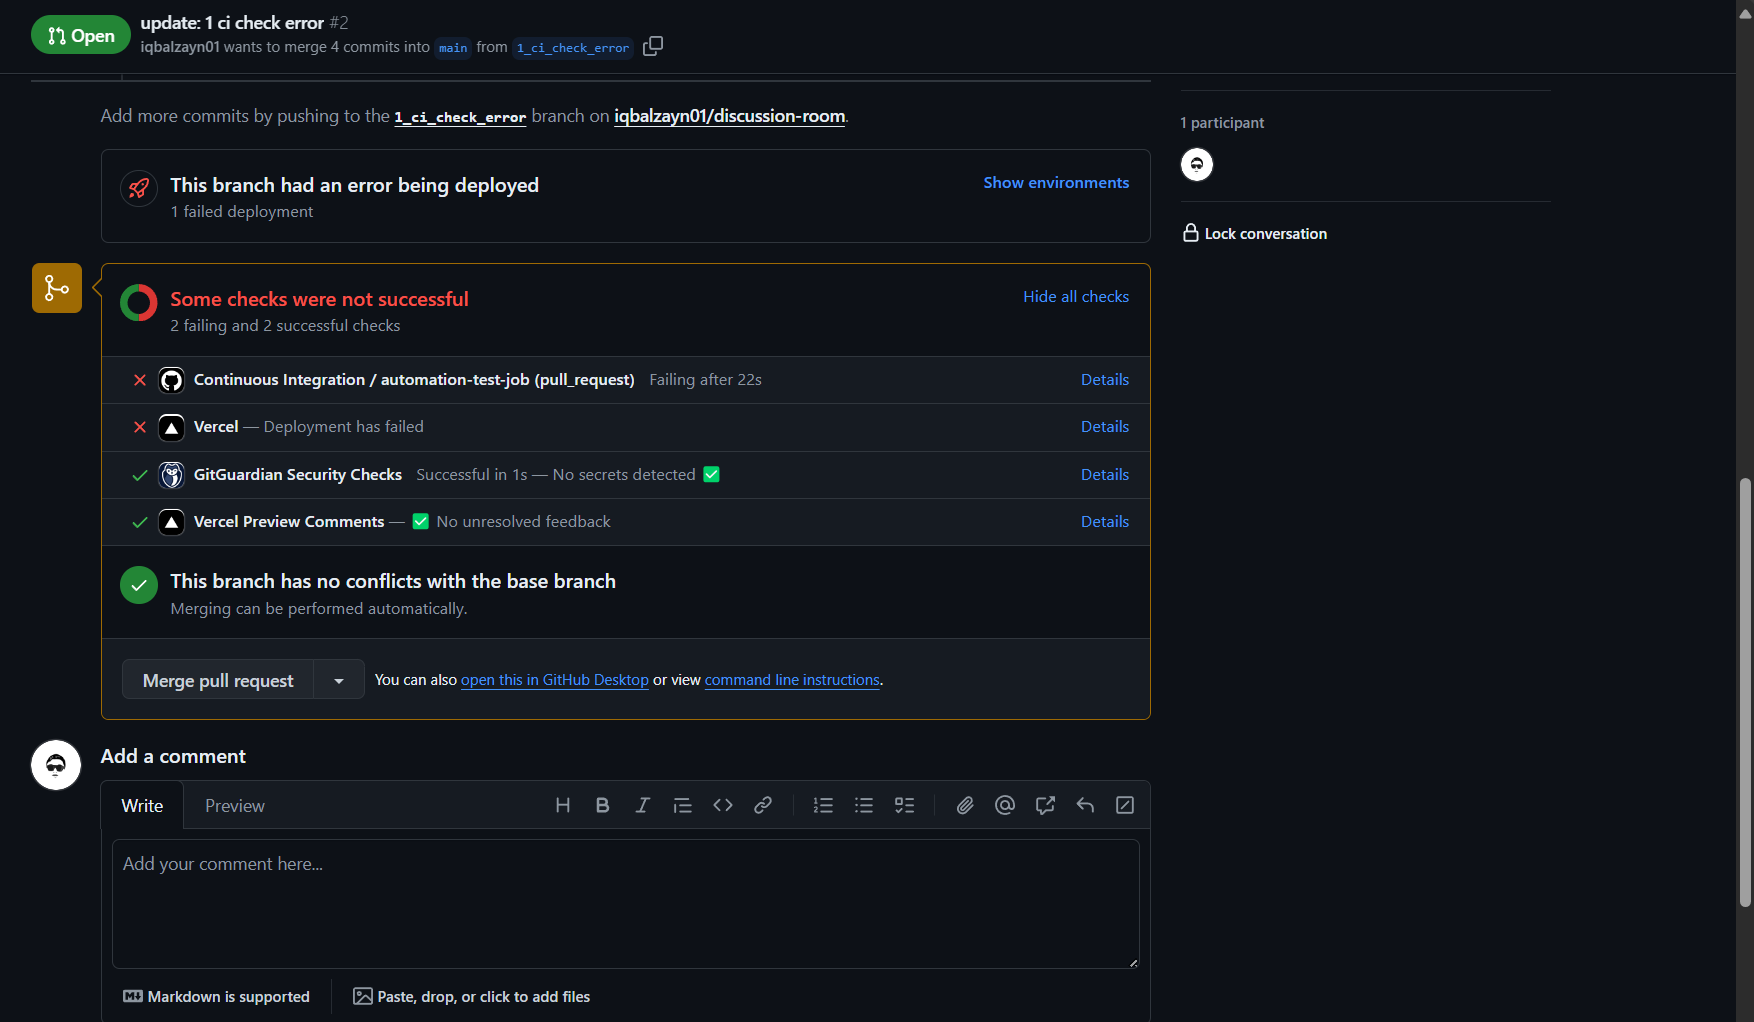 Open
update: 1 ci check error #2
iqbalzayn01 wants to merge 4 commits into main from 1_ci_check_error
Add more commits by pushing to the 1_ci_check_error branch on iqbalzayn01/discussion-room.
This branch had an error being deployed
Show environments
1 failed deployment
1 participant
Lock conversation
Some checks were not successful
Hide all checks
2 failing and 2 successful checks
Continuous Integration / automation-test-job (pull_request) Failing after 22s
Details
Vercel — Deployment has failed
Details
GitGuardian Security Checks Successful in 1s — No secrets detected ✅
Details
Vercel Preview Comments — ✅ No unresolved feedback
Details
This branch has no conflicts with the base branch
Merging can be performed automatically.
Merge pull request
You can also open this in GitHub Desktop or view command line instructions.
Add a comment
Write
Preview
Add your comment here...
Markdown is supported
Paste, drop, or click to add files